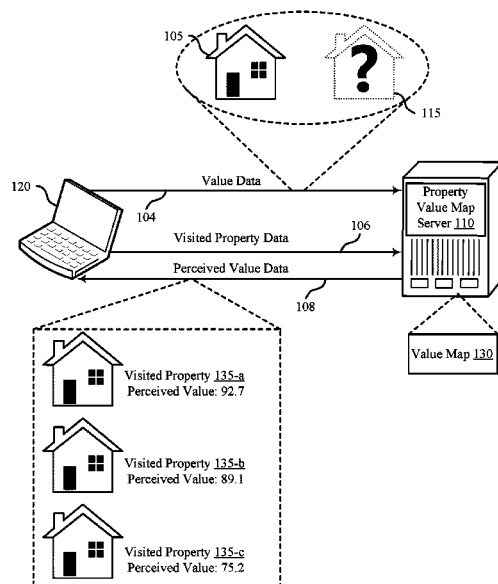 105
?
115
120
Value Data
104
Property
Value Map
Server 110
Visited Property Data
106
Perceived Value Data
108
Value Map 130
Visited Property 135-a
Perceived Value: 92.7
Visited Property 135-b
Perceived Value: 89.1
Visited Property 135-c
Perceived Value: 75.2